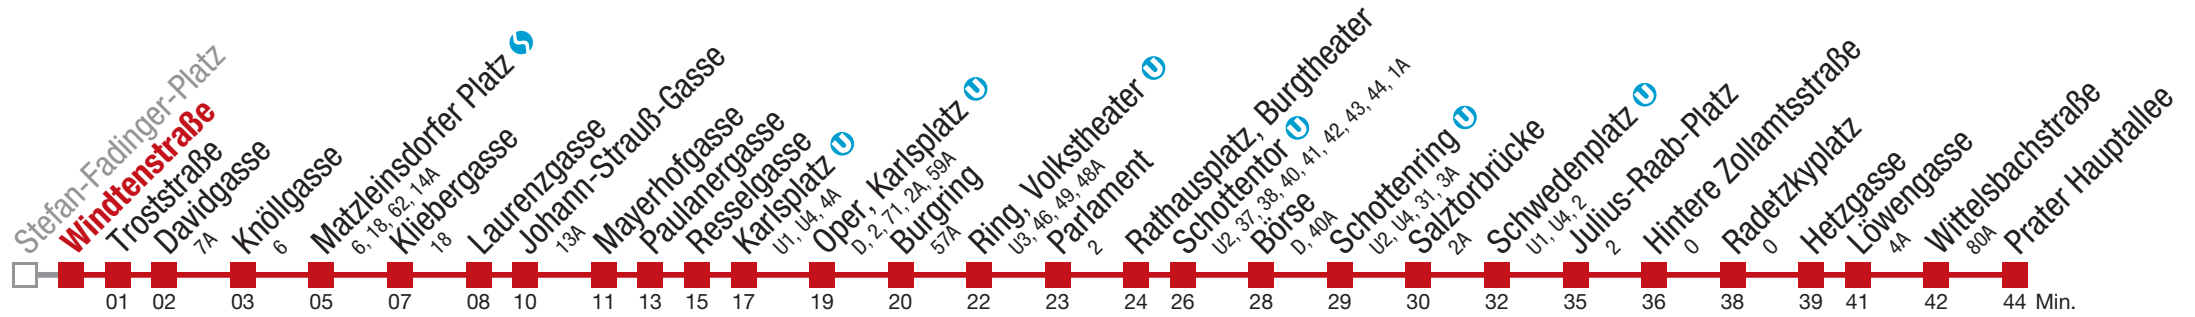 Stefan-Fadinger-Platz
Windtenstraße
Troststraße
Davidgasse
7A
Knöllgasse
6
Matzleinsdorfer Platz
6, 18, 62, 14A
Kliebergasse
18
Laurenzgasse
Johann-Strauß-Gasse
13A
Mayerhofgasse
Paulanergasse
Resselgasse
Karlsplatz U
U1, U4, 4A
Oper, Karlsplatz U
D, 2, 71, 2A, 59A
Burgring
57A
Ring, Volkstheater U
U3, 46, 49, 48A
Parlament
2
Rathausplatz, Burgtheater
Schottentor U
U2, 37, 38, 40, 41, 42, 43, 44, 1A
Börse
D, 40A
Schottenring U
U2, U4, 31, 3A
Salztorbrücke
2A
Schwedenplatz U
U1, U4, 2
Julius-Raab-Platz
2
Hintere Zollamtsstraße
O
Radetzkyplatz
O
Hetzgasse
Löwengasse
4A
Wittelsbachstraße
80A
Prater Hauptallee
01 02 03 05 07 08 10 11 13 15 17 19 20 22 23 24 26 28 29 30 32 35 36 38 39 41 42 44 Min.